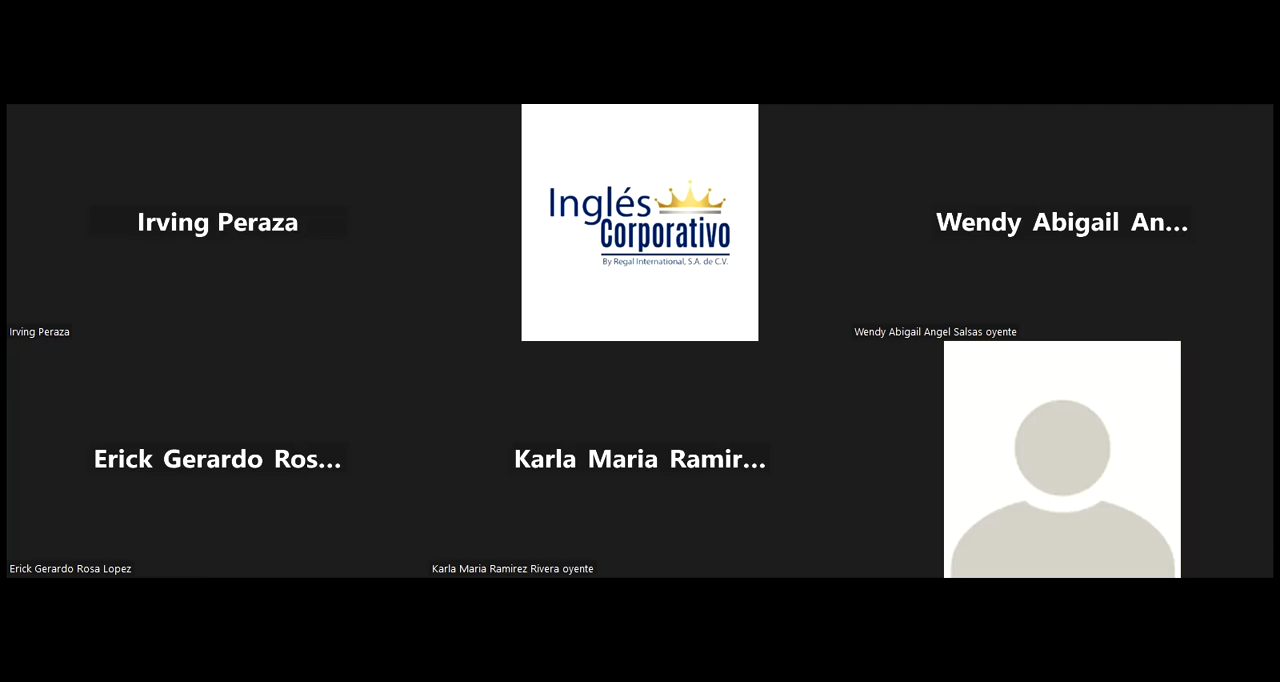 Irving Peraza
Irving Peraza
Inglés
Corporativo
By Regal International, S.A. de C.V.
Wendy Abigail An...
Wendy Abigail Angel Salsas oyente
Erick Gerardo Ros...
Erick Gerardo Rosa Lopez
Karla Maria Ramir...
Karla Maria Ramirez Rivera oyente